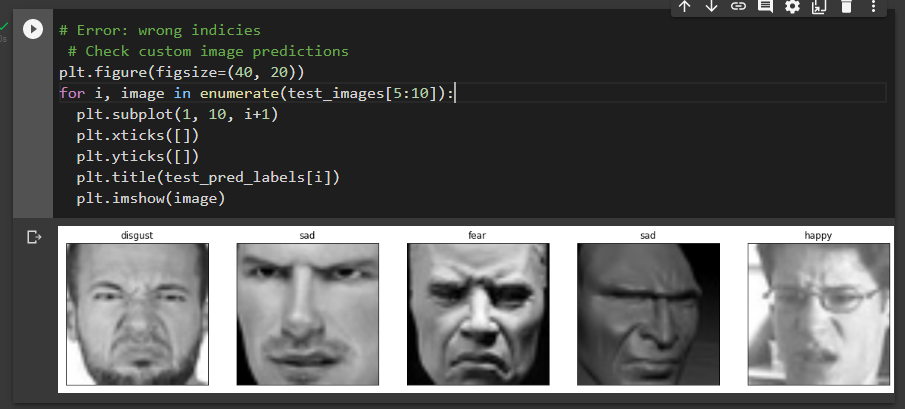 # Error: wrong indicies
# Check custom image predictions
plt.figure(figsize=(40, 20))
for i, image in enumerate(test_images[5:10]):
plt.subplot(1, 10, i+1)
plt.xticks([])
plt.yticks([])
plt.title(test_pred_labels[i])
plt.imshow(image)
disgust sad fear sad happy